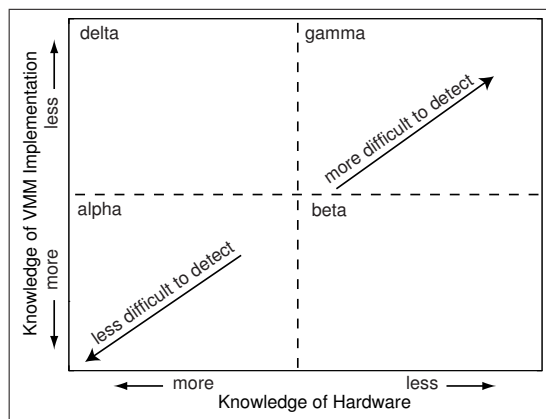 delta
gamma
more difficult to detect
alpha
beta
less difficult to detect
Knowledge of VMM Implementation
less
more
more
less
Knowledge of Hardware